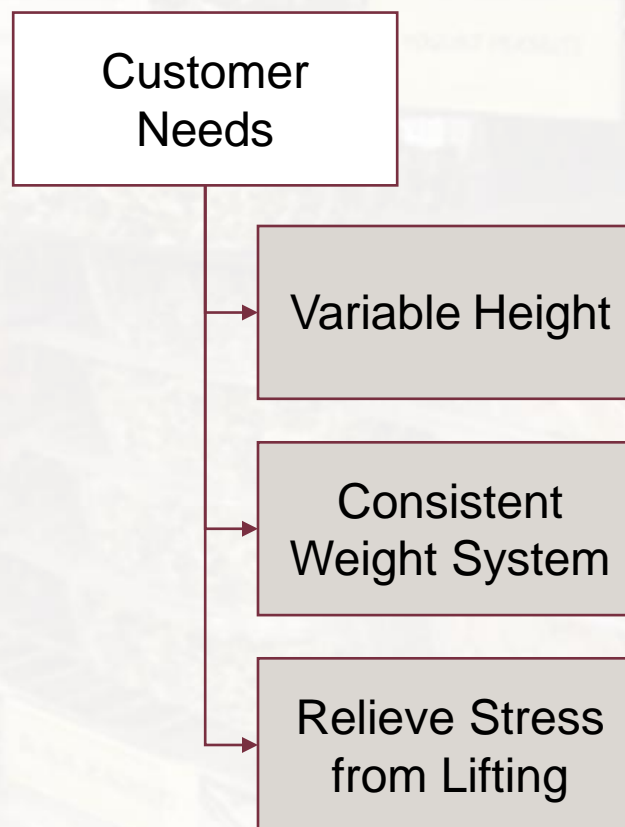 Customer
Needs
Variable Height
Consistent
Weight System
Relieve Stress
from Lifting